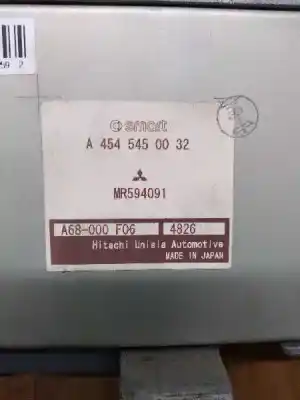 smart
A 454 545 00 32
MR594091
A68-000 F06 4826
Hitachi Unisia Automotive
MADE IN JAPAN